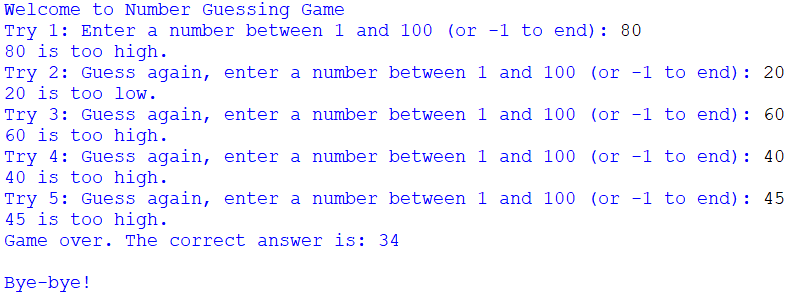 Welcome to Number Guessing Game
Try 1: Enter a number between 1 and 100 (or -1 to end): 80
80 is too high.
Try 2: Guess again, enter a number between 1 and 100 (or -1 to end): 20
20 is too low.
Try 3: Guess again, enter a number between 1 and 100 (or -1 to end): 60
60 is too high.
Try 4: Guess again, enter a number between 1 and 100 (or -1 to end): 40
40 is too high.
Try 5: Guess again, enter a number between 1 and 100 (or -1 to end): 45
45 is too high.
Game over. The correct answer is: 34
Bye-bye!